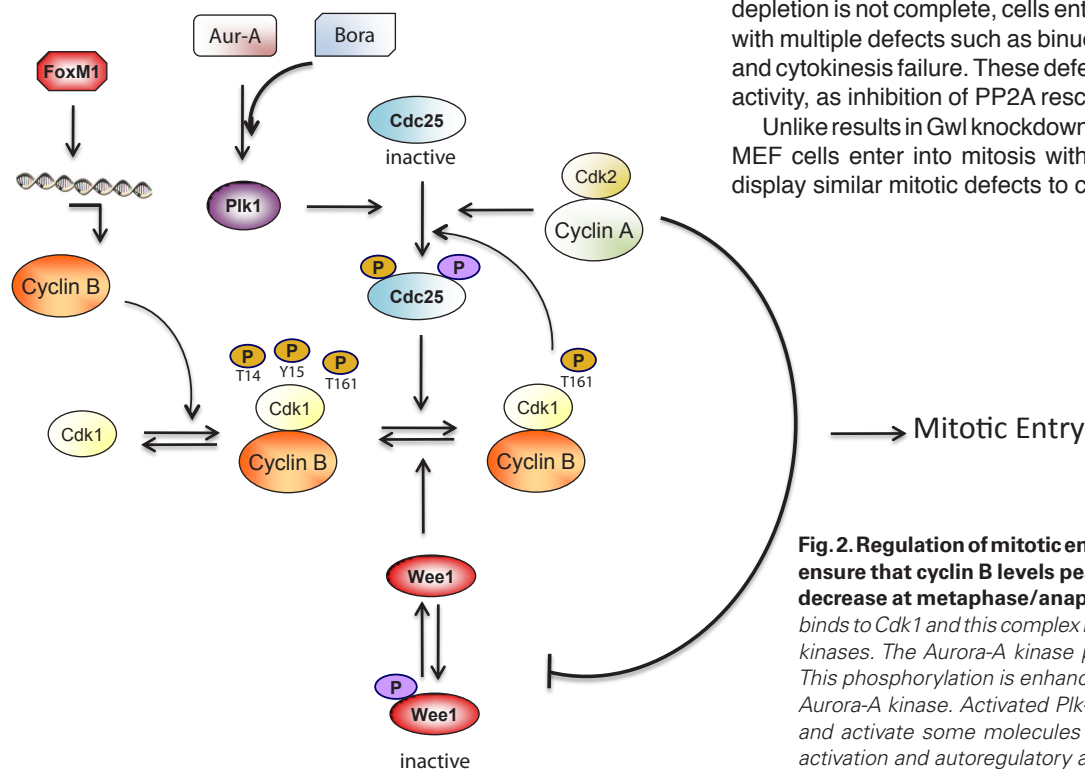 depletion is not complete, cells ent
with multiple defects such as binuc
and cytokinesis failure. These defe
activity, as inhibition of PP2A resc
Unlike results in Gwl knockdown
MEF cells enter into mitosis with
display similar mitotic defects to c
Aur-A
Bora
FoxM1
Cdc25
inactive
Cdk2
Cyclin A
Plk1
P
P
Cdc25
Cyclin B
P
T14
P
Y15
P
T161
P
T161
Cdk1
Cdk1
Cdk1
Cyclin B
Cyclin B
Mitotic Entry
Wee1
P
Wee1
inactive
Fig. 2. Regulation of mitotic en
ensure that cyclin B levels pea
decrease at metaphase/anap
binds to Cdk1 and this complex i
kinases. The Aurora-A kinase p
This phosphorylation is enhanc
Aurora-A kinase. Activated Plk-
and activate some molecules
activation and autoregulatory a